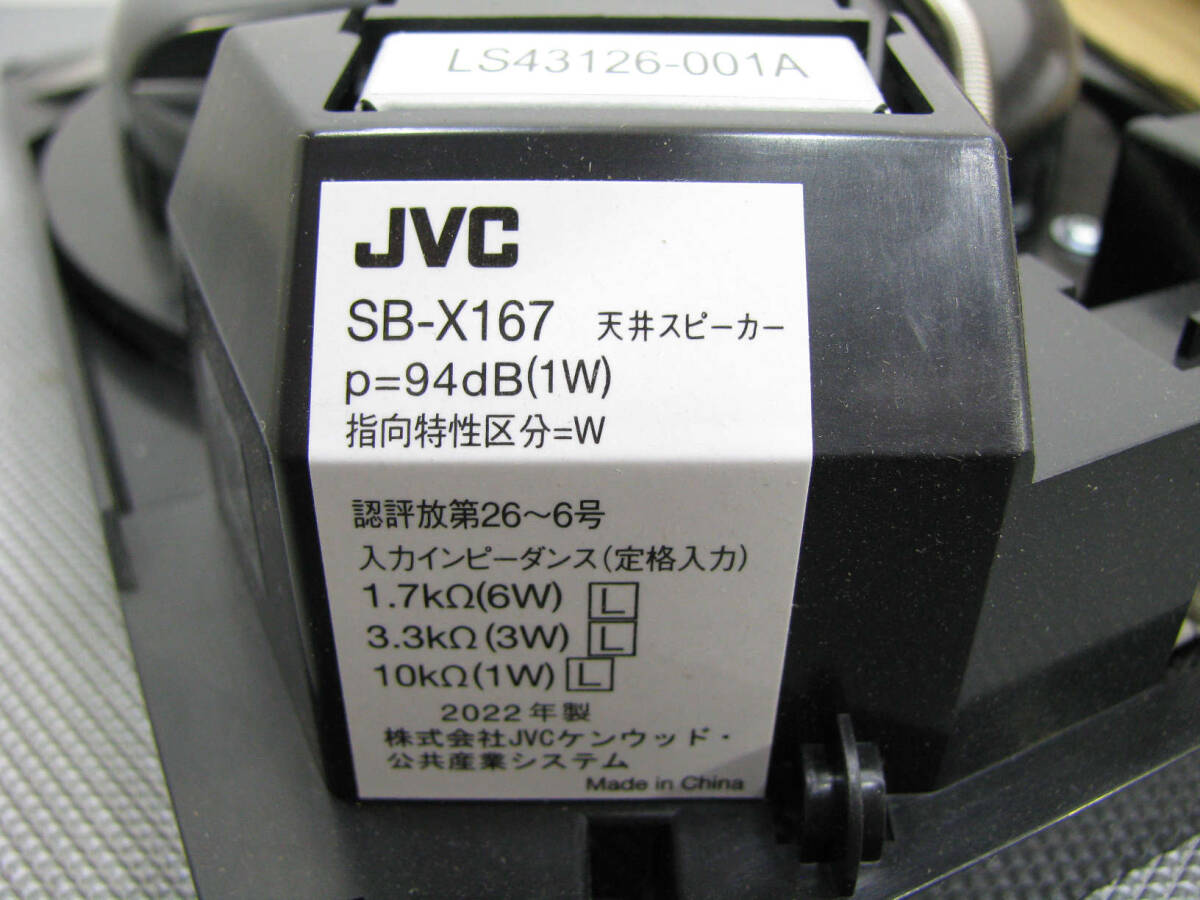 LS43126-001A
JVC
SB-X167 天井スピーカー
p=94dB(1W)
指向特性区分=W
認評放第26～6号
入力インピーダンス(定格入力)
1.7kΩ(6W) L
3.3kΩ(3W) L
10kΩ(1W) L
2022年製
株式会社JVCケンウッド・
公共産業システム
Made in China